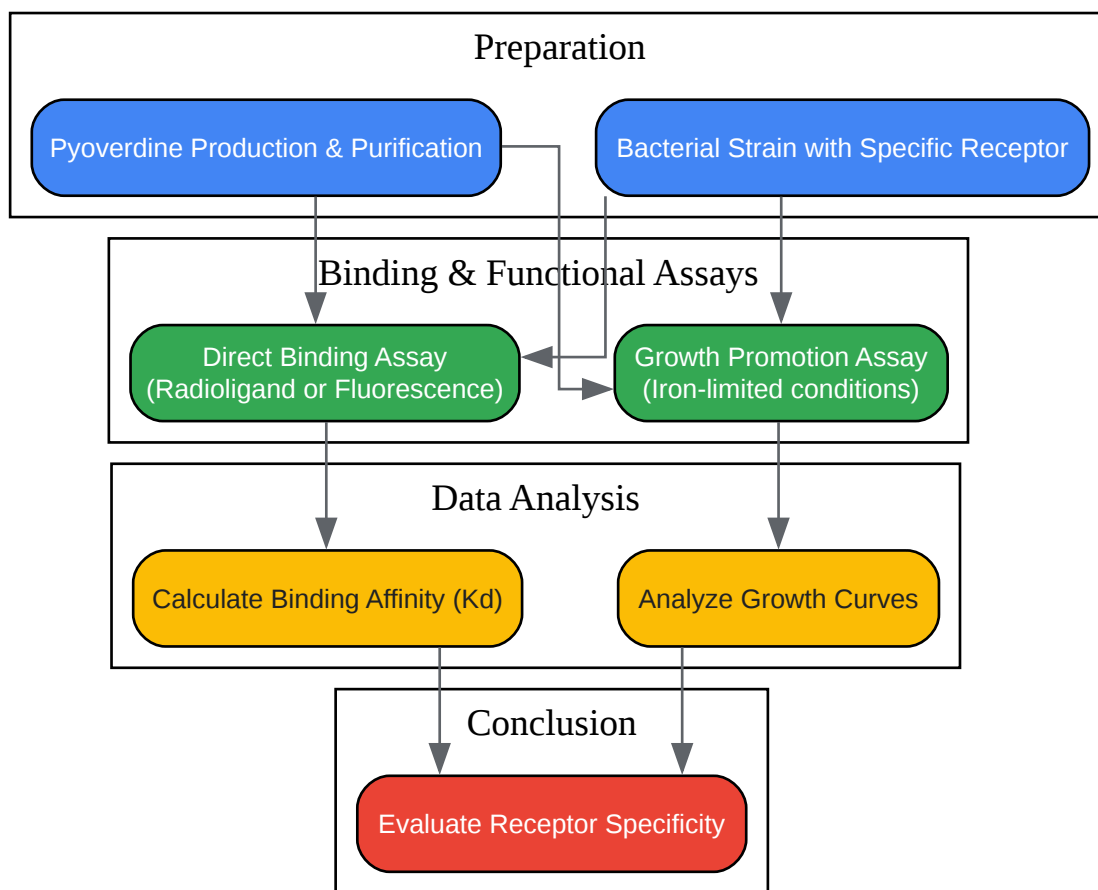 Preparation
Pyoverdine Production & Purification
Bacterial Strain with Specific Receptor
Binding & Functional Assays
Direct Binding Assay
(Radioligand or Fluorescence)
Growth Promotion Assay
(Iron-limited conditions)
Data Analysis
Calculate Binding Affinity (Kd)
Analyze Growth Curves
Conclusion
Evaluate Receptor Specificity